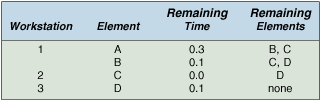 Remaining Remaining
Workstation Element Time Elements
1 A 0.3 B, C
B 0.1 C, D
2 C 0.0 D
3 D 0.1 none